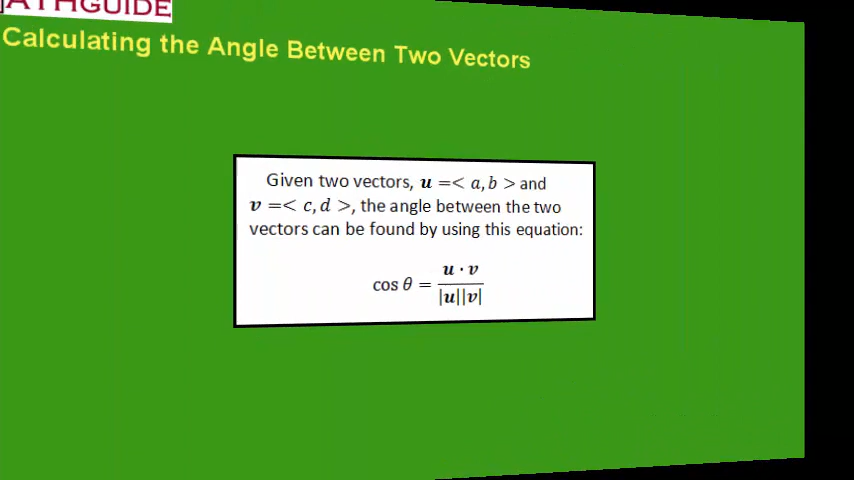 ATHGUIDE
Calculating the Angle Between Two Vectors
Given two vectors, u =< a, b > and
v =< c, d >, the angle between the two
vectors can be found by using this equation:
cos θ = u · v / |u||v|